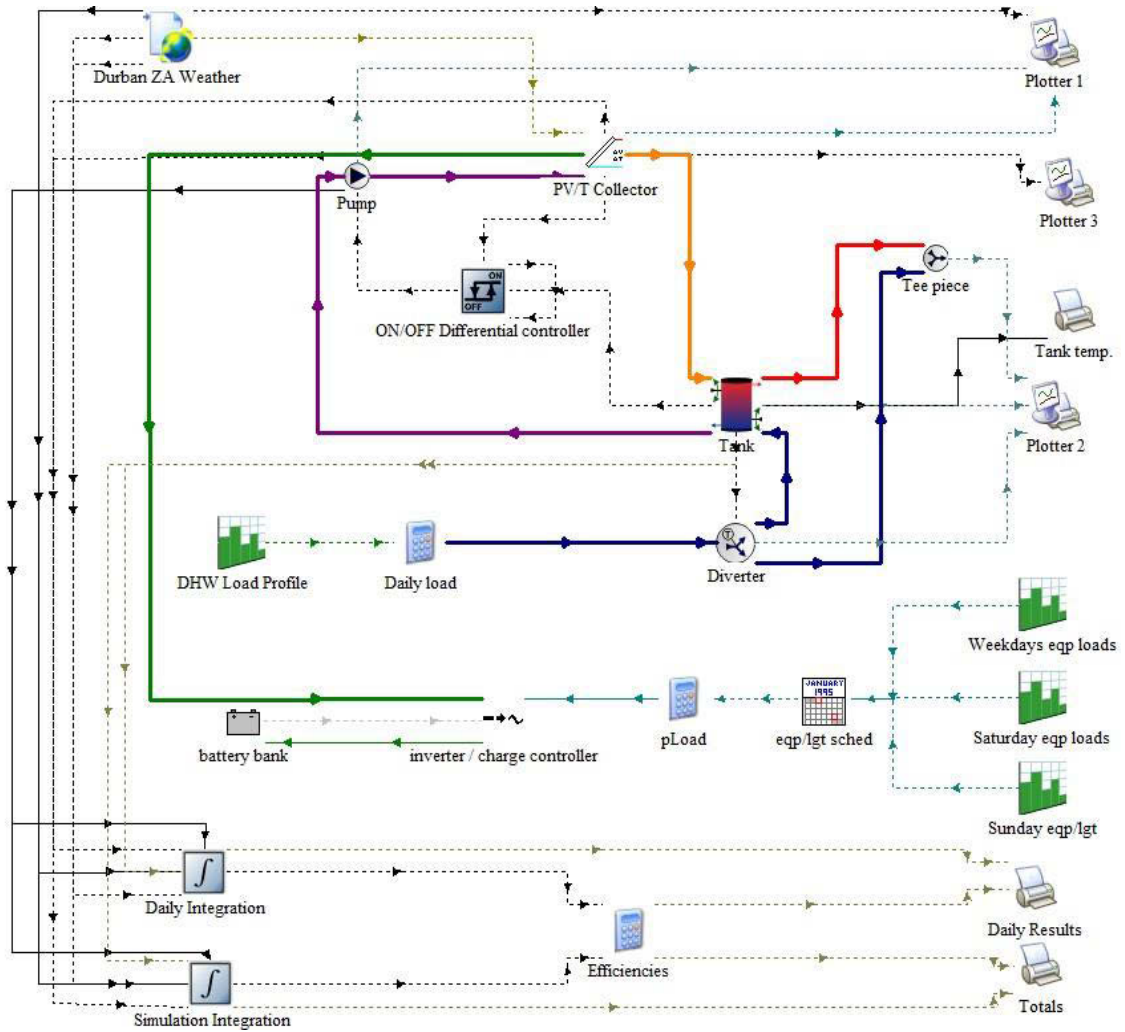 Durban ZA Weather
Plotter 1
PV/T Collector
ΔV
ΔT
Pump
Plotter 3
Tee piece
ON
OFF
ON/OFF Differential controller
Tank temp.
Tank
Plotter 2
DHW Load Profile
Daily load
Diverter
Weekdays eqp loads
JANUARY
1995
pLoad
eqp/lgt sched
Saturday eqp loads
battery bank
inverter / charge controller
Sunday eqp/lgt
∫
Daily Integration
Daily Results
Efficiencies
∫
Simulation Integration
Totals